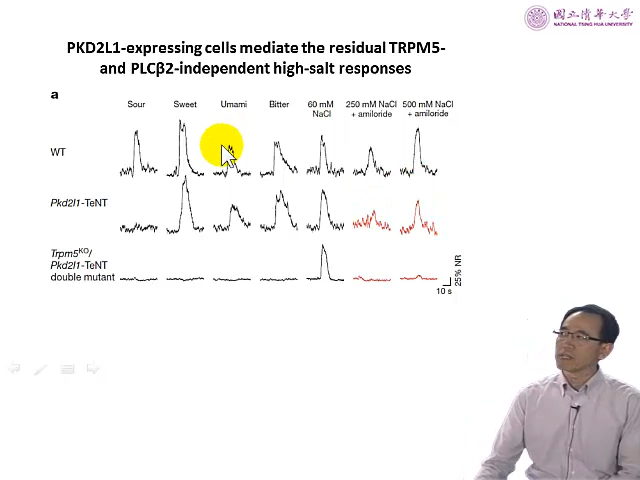 國立清華大學
NATIONAL TSING HUA UNIVERSITY
PKD2L1-expressing cells mediate the residual TRPM5-
and PLCβ2-independent high-salt responses
a
Sour Sweet Umami Bitter 60 mM NaCl 250 mM NaCl + amiloride 500 mM NaCl + amiloride
WT
Pkd2l1-TeNT
Trpm5KO/
Pkd2l1-TeNT
double mutant
25% NR
10 s